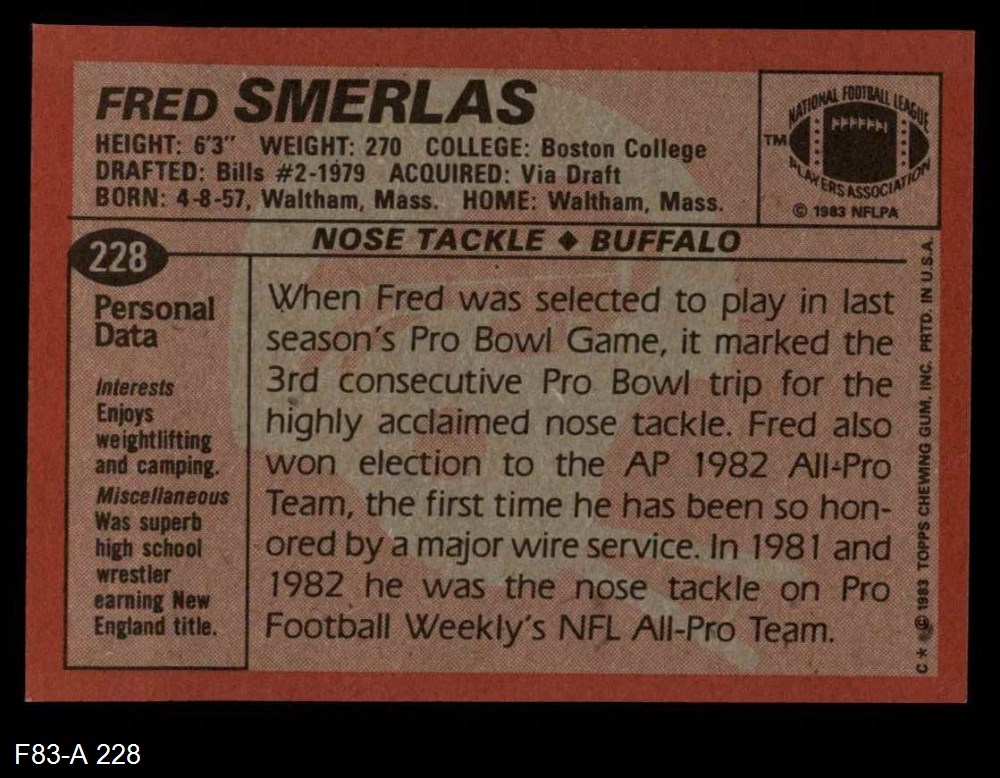 FRED SMERLAS
HEIGHT: 6'3" WEIGHT: 270 COLLEGE: Boston College
DRAFTED: Bills #2-1979 ACQUIRED: Via Draft
BORN: 4-8-57, Waltham, Mass. HOME: Waltham, Mass.
NATIONAL FOOTBALL LEAGUE
TM
PLAYERS ASSOCIATION
© 1983 NFLPA
NOSE TACKLE ♦ BUFFALO
228
Personal
Data
Interests
Enjoys
weightlifting
and camping.
Miscellaneous
Was superb
high school
wrestler
earning New
England title.
When Fred was selected to play in last
season's Pro Bowl Game, it marked the
3rd consecutive Pro Bowl trip for the
highly acclaimed nose tackle. Fred also
won election to the AP 1982 All-Pro
Team, the first time he has been so hon-
ored by a major wire service. In 1981 and
1982 he was the nose tackle on Pro
Football Weekly's NFL All-Pro Team.
C**© 1983 TOPPS CHEWING GUM, INC. PRTD. IN U.S.A.
F83-A 228